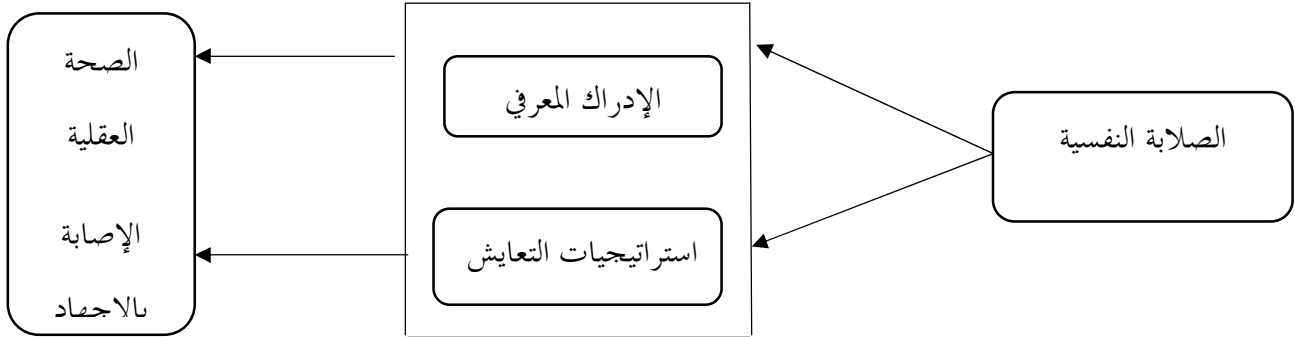 الصلابة النفسية
الإدراك المعرفي
استراتيجيات التعايش
الصحة
العقلية
الإصابة
بالاجهاد